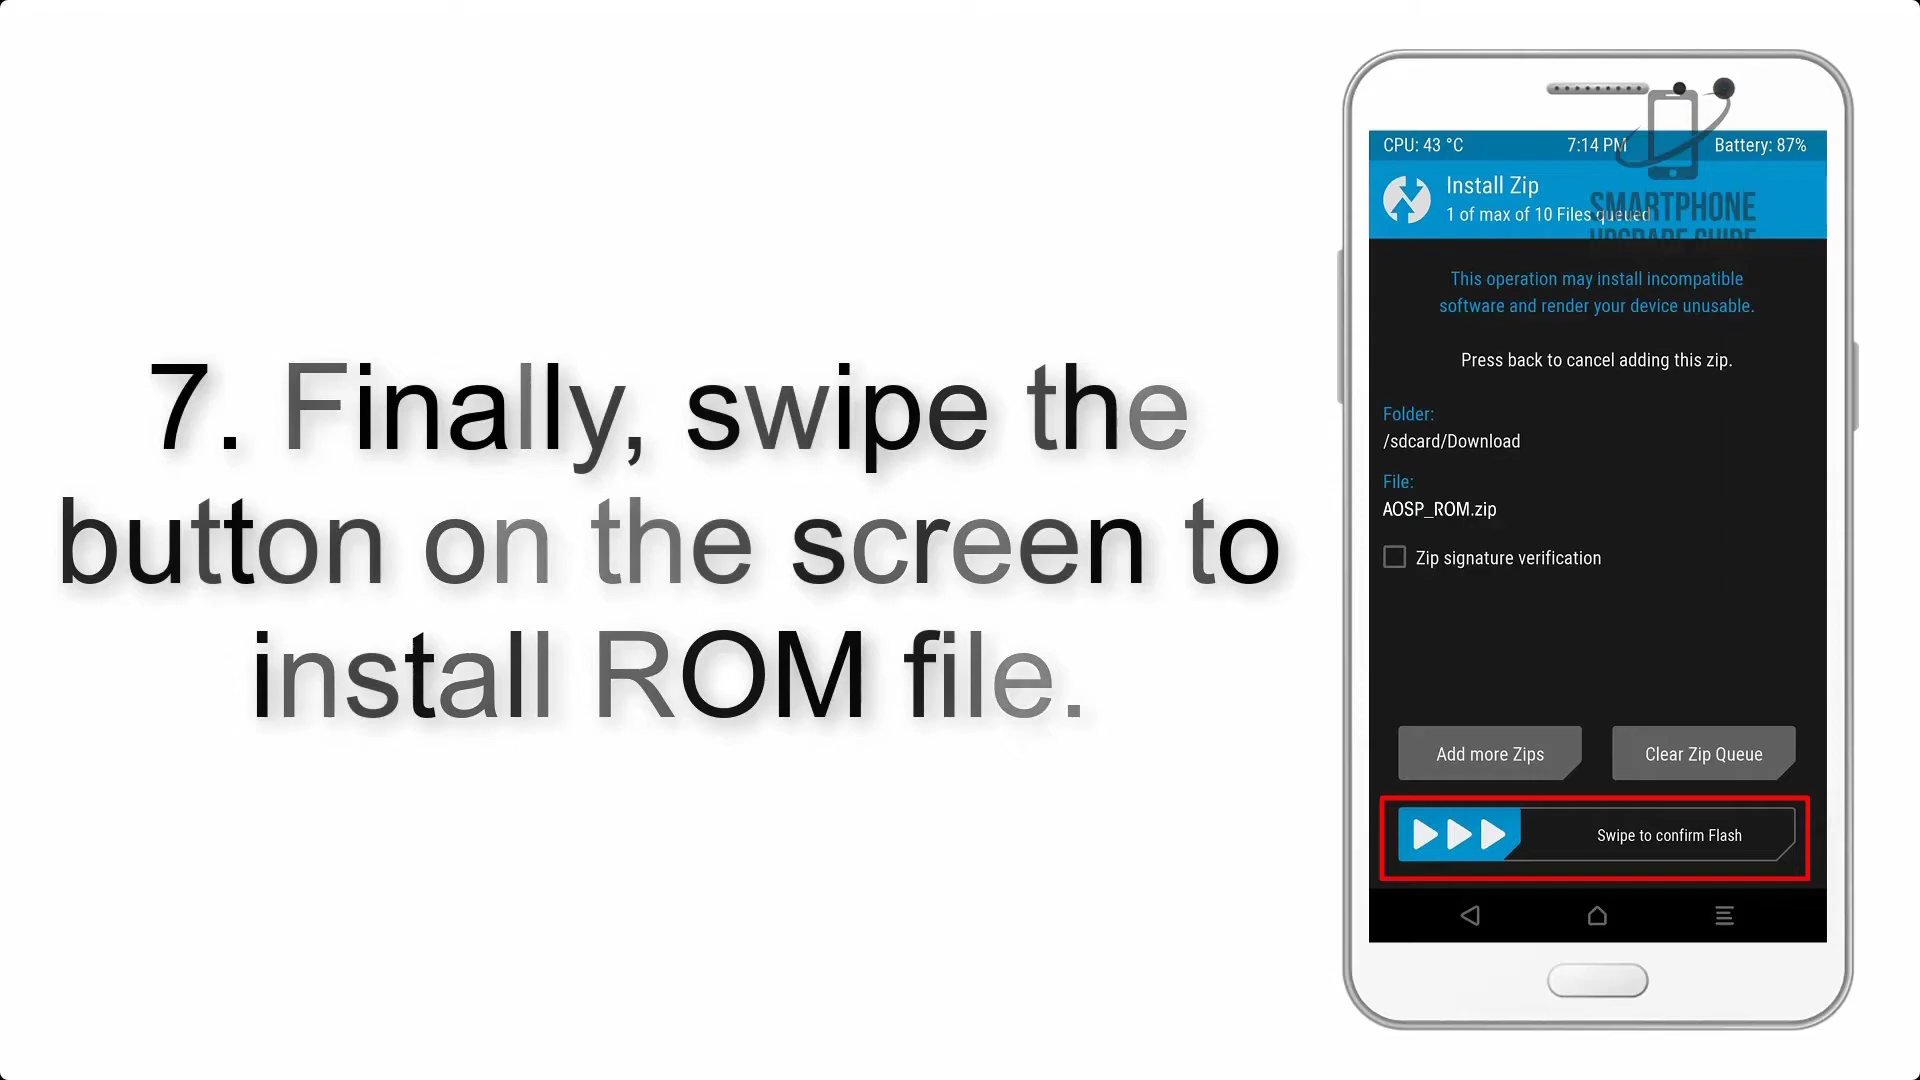 7. Finally, swipe the
button on the screen to
install ROM file.
CPU: 43 °C 7:14 PM Battery: 87%
Install Zip
1 of max of 10 Files queued
SMARTPHONE
UPGRADE GUIDE
This operation may install incompatible
software and render your device unusable.
Press back to cancel adding this zip.
Folder:
/sdcard/Download
File:
AOSP_ROM.zip
Zip signature verification
Add more Zips Clear Zip Queue
Swipe to confirm Flash